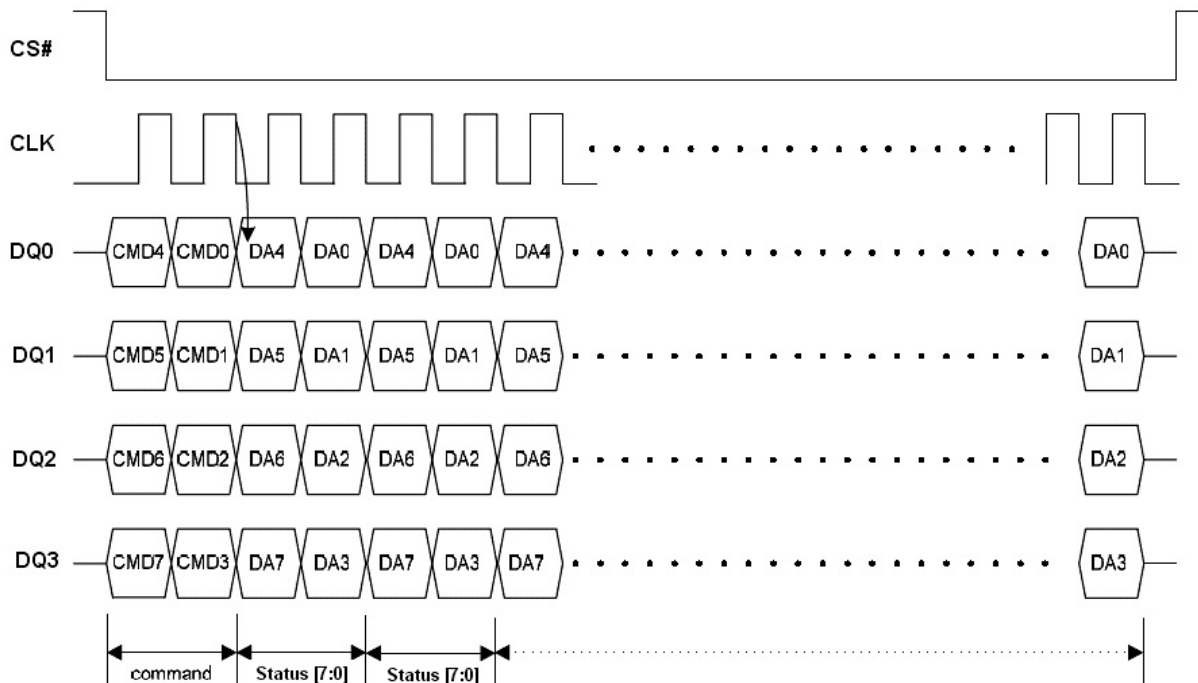 CS#
CLK
DQ0 CMD4 CMD0 DA4 DA0 DA4 DA0 DA4 DA0
DQ1 CMD5 CMD1 DA5 DA1 DA5 DA1 DA5 DA1
DQ2 CMD6 CMD2 DA6 DA2 DA6 DA2 DA6 DA2
DQ3 CMD7 CMD3 DA7 DA3 DA7 DA3 DA7 DA3
command Status [7:0] Status [7:0]